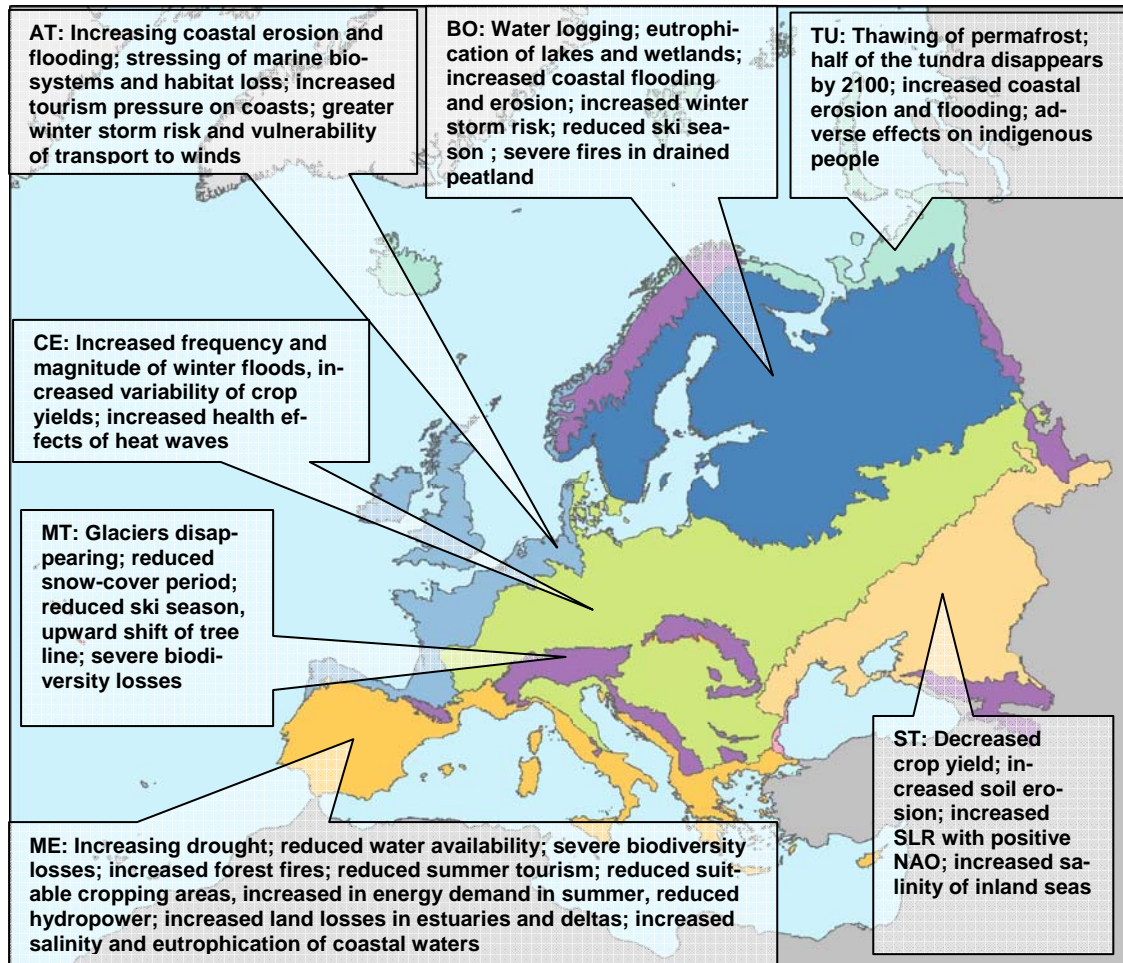 AT: Increasing coastal erosion and
flooding; stressing of marine bio-
systems and habitat loss; increased
tourism pressure on coasts; greater
winter storm risk and vulnerability
of transport to winds
BO: Water logging; eutrophi-
cation of lakes and wetlands;
increased coastal flooding
and erosion; increased winter
storm risk; reduced ski sea-
son ; severe fires in drained
peatland
TU: Thawing of permafrost;
half of the tundra disappears
by 2100; increased coastal
erosion and flooding; ad-
verse effects on indigenous
people
CE: Increased frequency and
magnitude of winter floods, in-
creased variability of crop
yields; increased health ef-
fects of heat waves
MT: Glaciers disap-
pearing; reduced
snow-cover period;
reduced ski season,
upward shift of tree
line; severe biodi-
versity losses
ST: Decreased
crop yield; in-
creased soil ero-
sion; increased
SLR with positive
NAO; increased sa-
linity of inland seas
ME: Increasing drought; reduced water availability; severe biodiversity
losses; increased forest fires; reduced summer tourism; reduced suit-
able cropping areas, increased in energy demand in summer, reduced
hydropower; increased land losses in estuaries and deltas; increased
salinity and eutrophication of coastal waters